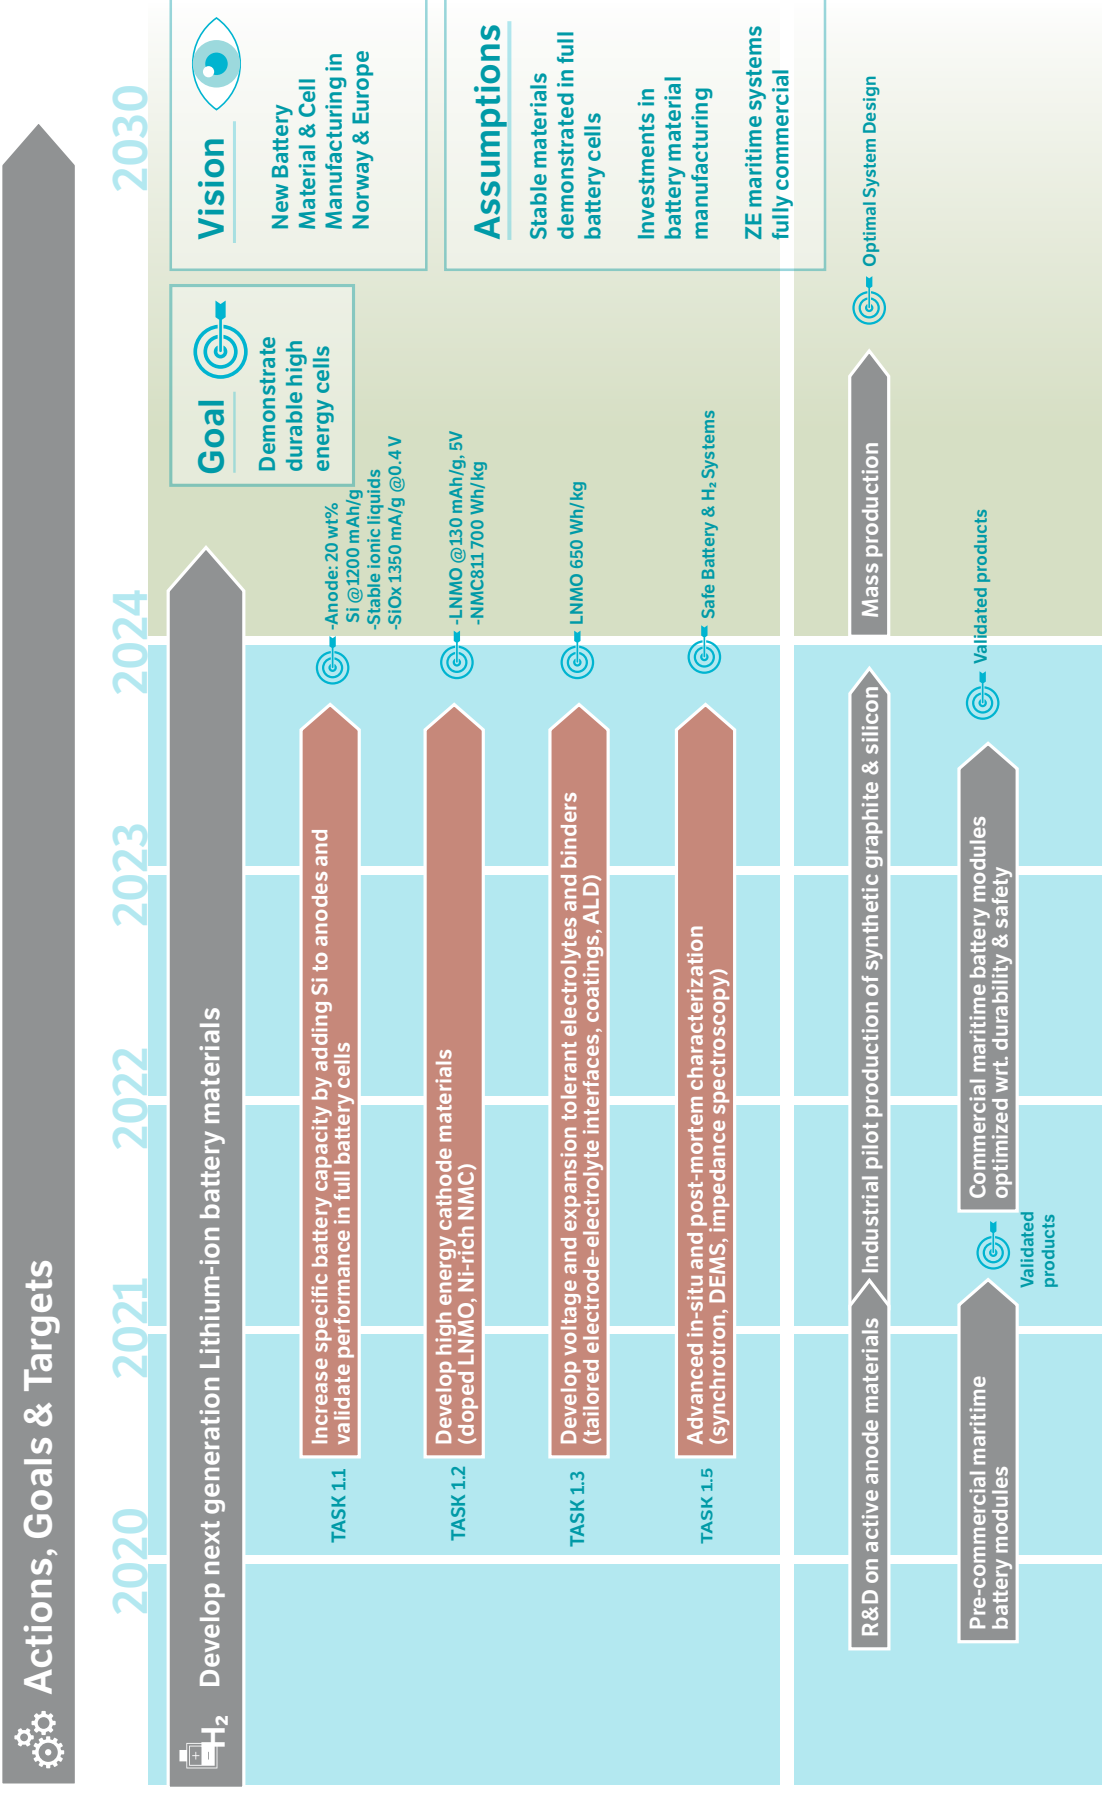 Actions, Goals & Targets
2020
2021
2022
2023
2024
2030
H₂
Develop next generation Lithium-ion battery materials
Goal
Demonstrate
durable high
energy cells
Vision
New Battery
Material & Cell
Manufacturing in
Norway & Europe
Assumptions
Stable materials
demonstrated in full
battery cells
Investments in
battery material
manufacturing
ZE maritime systems
fully commercial
TASK 1.1
Increase specific battery capacity by adding Si to anodes and
validate performance in full battery cells
-Anode: 20 wt%
Si @1200 mAh/g
-Stable ionic liquids
-SiOx 1350 mA/g @0.4 V
TASK 1.2
Develop high energy cathode materials
(doped LNMO, Ni-rich NMC)
-LNMO @130 mAh/g, 5V
-NMC811 700 Wh/kg
TASK 1.3
Develop voltage and expansion tolerant electrolytes and binders
(tailored electrode-electrolyte interfaces, coatings, ALD)
LNMO 650 Wh/kg
TASK 1.5
Advanced in-situ and post-mortem characterization
(synchrotron, DEMS, impedance spectroscopy)
Safe Battery & H₂ Systems
R&D on active anode materials
Industrial pilot production of synthetic graphite & silicon
Mass production
Optimal System Design
Pre-commercial maritime
battery modules
Validated
products
Commercial maritime battery modules
optimized wrt. durability & safety
Validated products